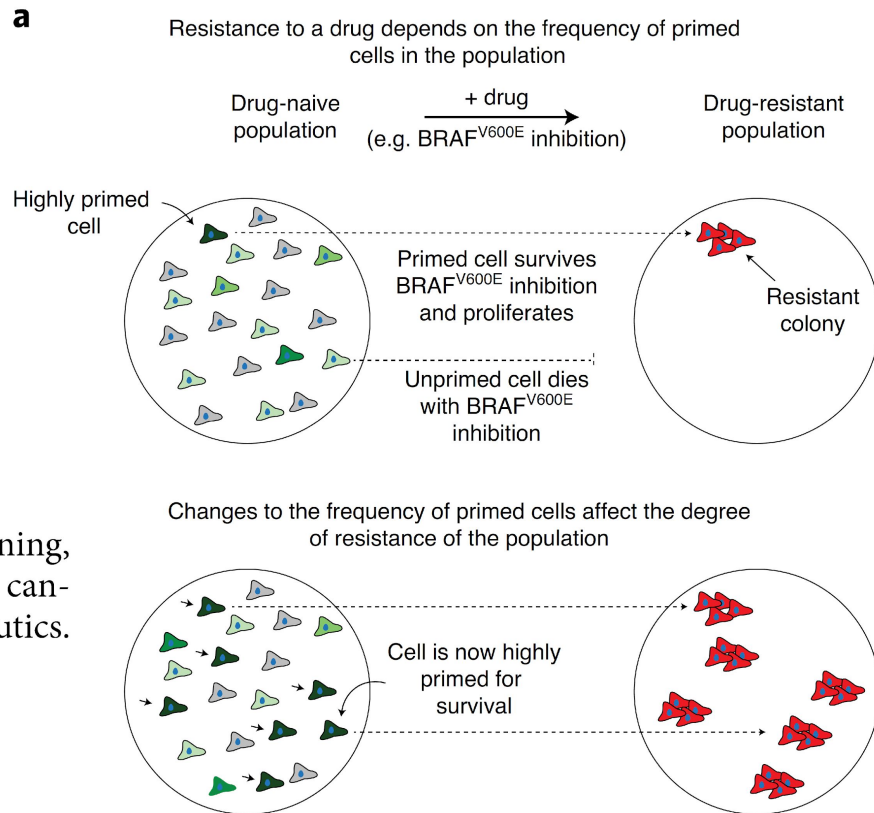 a
Resistance to a drug depends on the frequency of primed
cells in the population
Drug-naive
population
+ drug
(e.g. BRAFV600E inhibition)
Drug-resistant
population
Highly primed
cell
Primed cell survives
BRAFV600E inhibition
and proliferates
Resistant
colony
Unprimed cell dies
with BRAFV600E
inhibition
Changes to the frequency of primed cells affect the degree
of resistance of the population
ning,
can-
utics.
Cell is now highly
primed for
survival